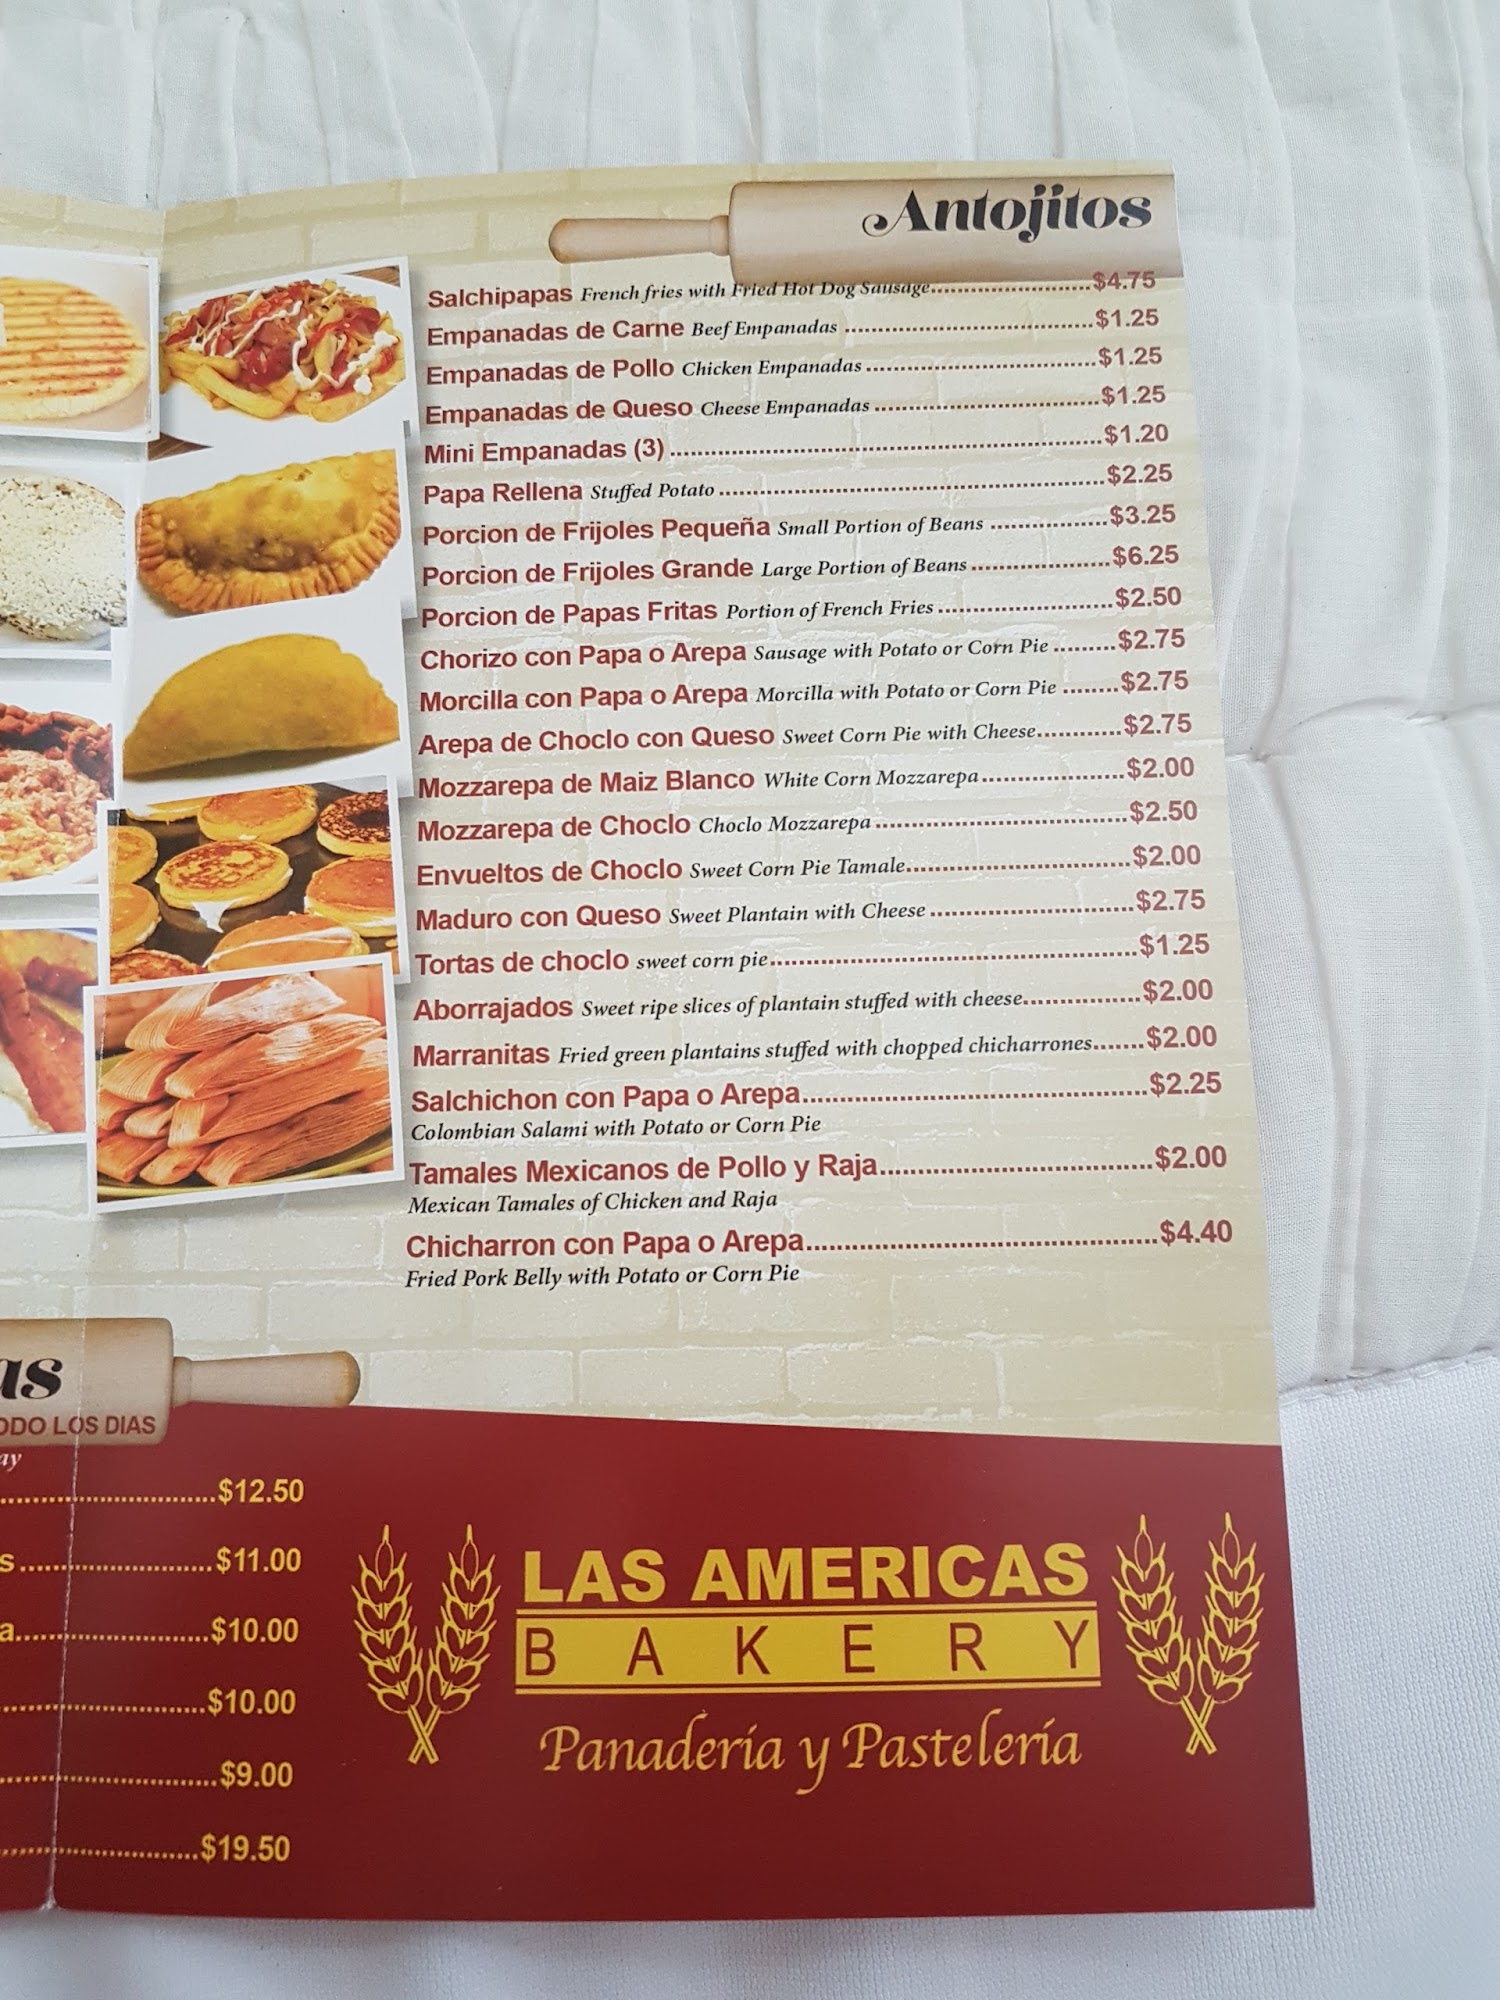 Antojitos
Salchipapas French fries with Fried Hot Dog Sausage $4.75
Empanadas de Carne Beef Empanadas $1.25
Empanadas de Pollo Chicken Empanadas $1.25
Empanadas de Queso Cheese Empanadas $1.25
Mini Empanadas (3) $1.20
Papa Rellena Stuffed Potato $2.25
Porcion de Frijoles Pequeña Small Portion of Beans $3.25
Porcion de Frijoles Grande Large Portion of Beans $6.25
Porcion de Papas Fritas Portion of French Fries $2.50
Chorizo con Papa o Arepa Sausage with Potato or Corn Pie $2.75
Morcilla con Papa o Arepa Morcilla with Potato or Corn Pie $2.75
Arepa de Choclo con Queso Sweet Corn Pie with Cheese $2.75
Mozzarepa de Maiz Blanco White Corn Mozzarepa $2.00
Mozzarepa de Choclo Choclo Mozzarepa $2.50
Envueltos de Choclo Sweet Corn Pie Tamale $2.00
Maduro con Queso Sweet Plantain with Cheese $2.75
Tortas de choclo sweet corn pie $1.25
Aborrajados Sweet ripe slices of plantain stuffed with cheese $2.00
Marranitas Fried green plantains stuffed with chopped chicharrones $2.00
Salchichon con Papa o Arepa $2.25
Colombian Salami with Potato or Corn Pie
Tamales Mexicanos de Pollo y Raja $2.00
Mexican Tamales of Chicken and Raja
Chicharron con Papa o Arepa $4.40
Fried Pork Belly with Potato or Corn Pie
as
ODO LOS DIAS
ay
$12.50
s $11.00
a $10.00
$10.00
$9.00
$19.50
LAS AMERICAS
BAKERY
Panadería y Pastelería